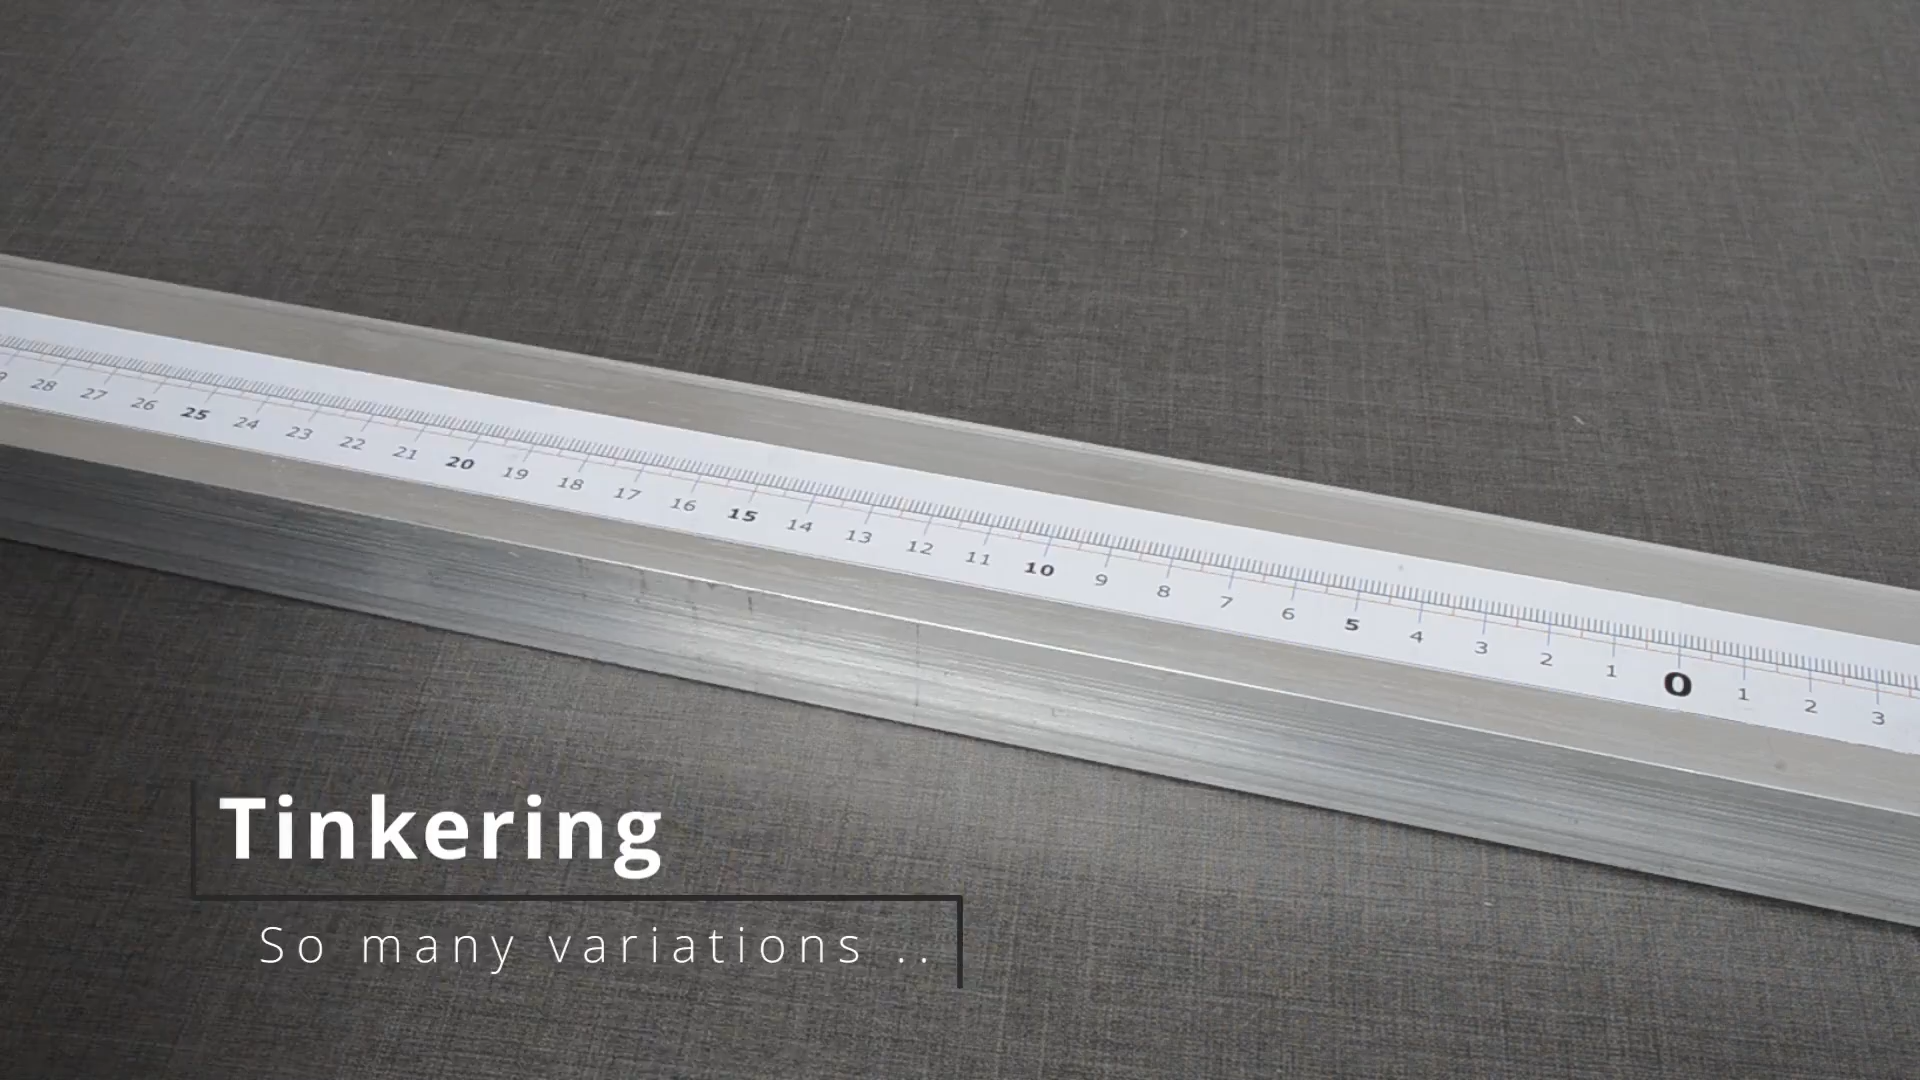 28 27 26 25 24 23 22 21 20 19 18 17 16 15 14 13 12 11 10 9 8 7 6 5 4 3 2 1 0 1 2 3
Tinkering
So many variations ..